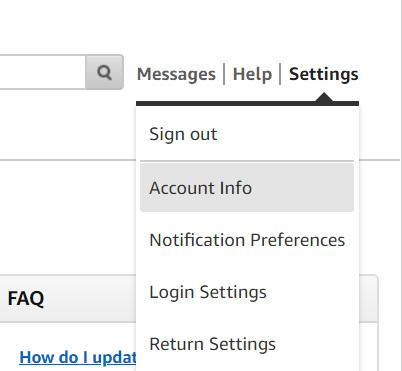 Messages | Help | Settings
Sign out
Account Info
Notification Preferences
Login Settings
FAQ
Return Settings
How do I updat